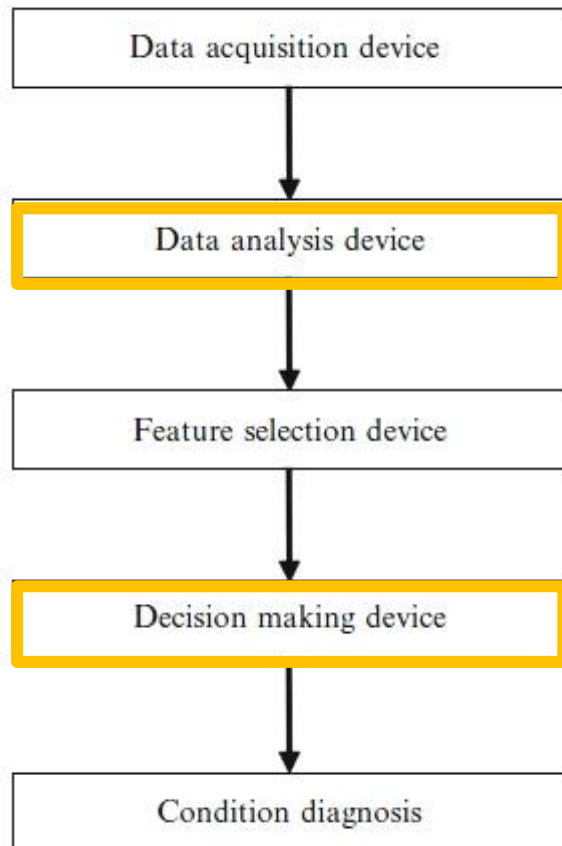 Data acquisition device
Data analysis device
Feature selection device
Decision making device
Condition diagnosis